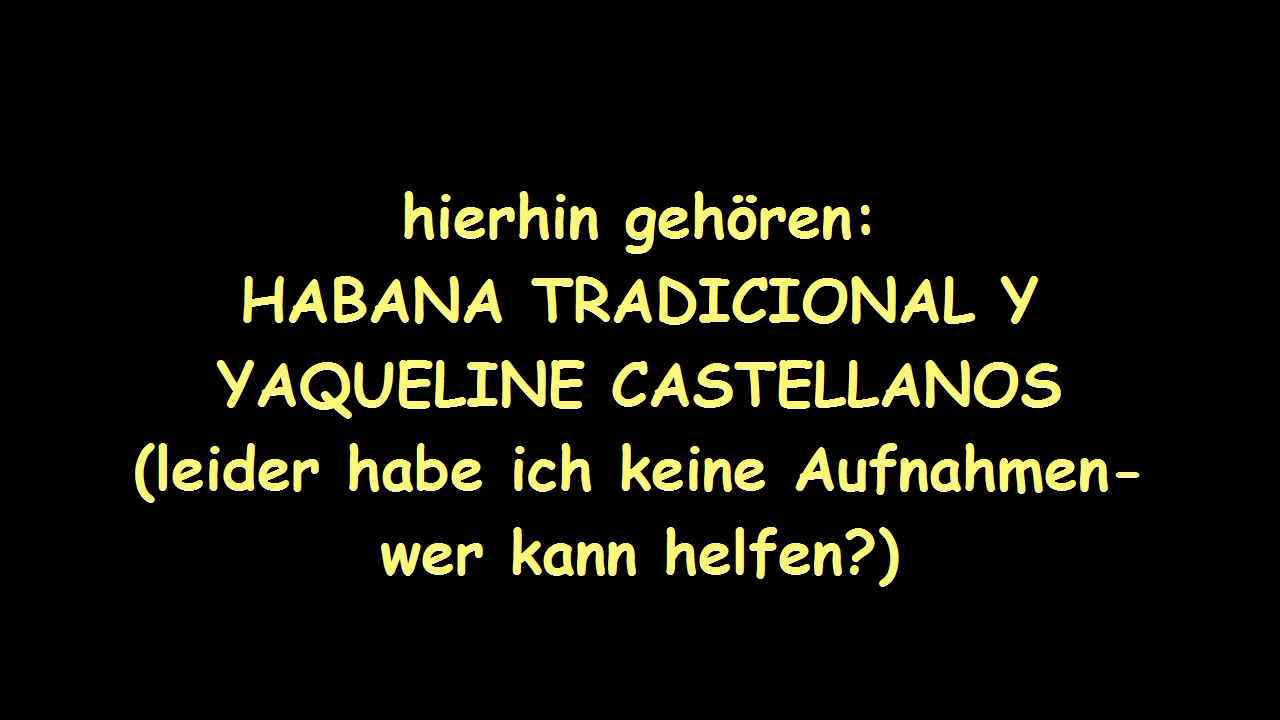 hierhin gehören:
HABANA TRADICIONAL Y
YAQUELINE CASTELLANOS
(leider habe ich keine Aufnahmen-
wer kann helfen?)